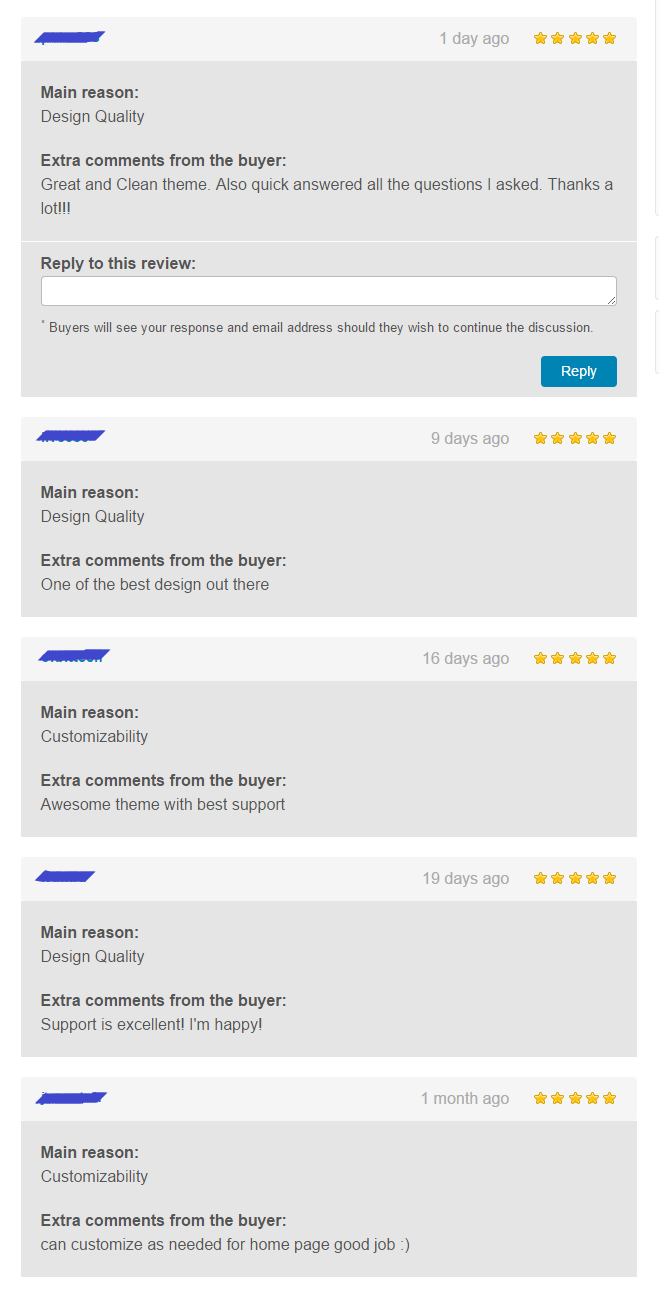 1 day ago
Main reason:
Design Quality
Extra comments from the buyer:
Great and Clean theme. Also quick answered all the questions I asked. Thanks a
lot!!!
Reply to this review:
* Buyers will see your response and email address should they wish to continue the discussion.
Reply
9 days ago
Main reason:
Design Quality
Extra comments from the buyer:
One of the best design out there
16 days ago
Main reason:
Customizability
Extra comments from the buyer:
Awesome theme with best support
19 days ago
Main reason:
Design Quality
Extra comments from the buyer:
Support is excellent! I'm happy!
1 month ago
Main reason:
Customizability
Extra comments from the buyer:
can customize as needed for home page good job :)